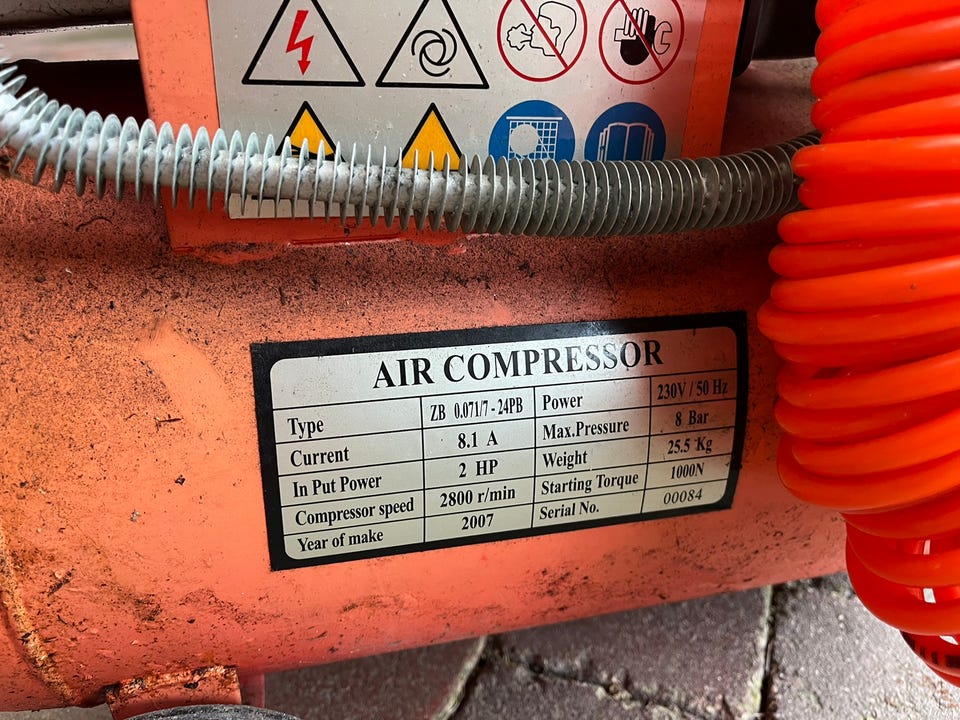 AIR COMPRESSOR
Type ZB 0.071/7 - 24PB Power 230V / 50 Hz
Current 8.1 A Max.Pressure 8 Bar
In Put Power 2 HP Weight 25.5 Kg
Compressor speed 2800 r/min Starting Torque 1000N
Year of make 2007 Serial No. 00084